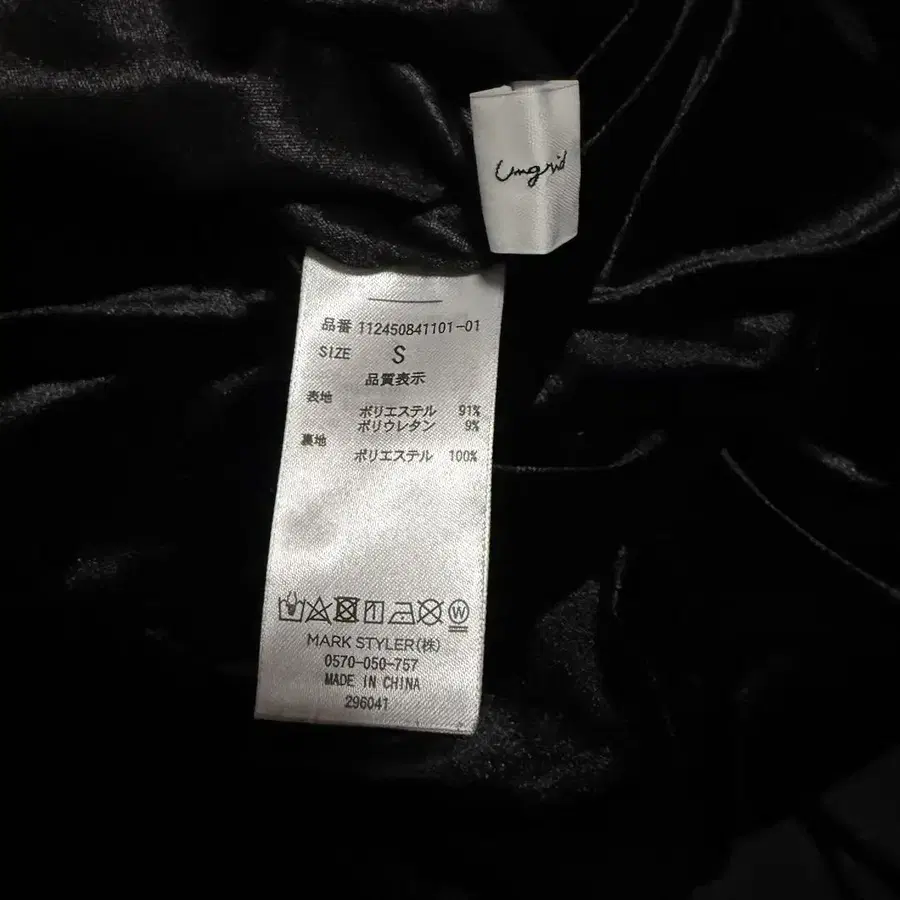 Ungrid
品番 112450841101-01
SIZE S
品質表示
表地
ポリエステル 91%
ポリウレタン 9%
裏地
ポリエステル 100%
W
MARK STYLER(株)
0570-050-757
MADE IN CHINA
296041